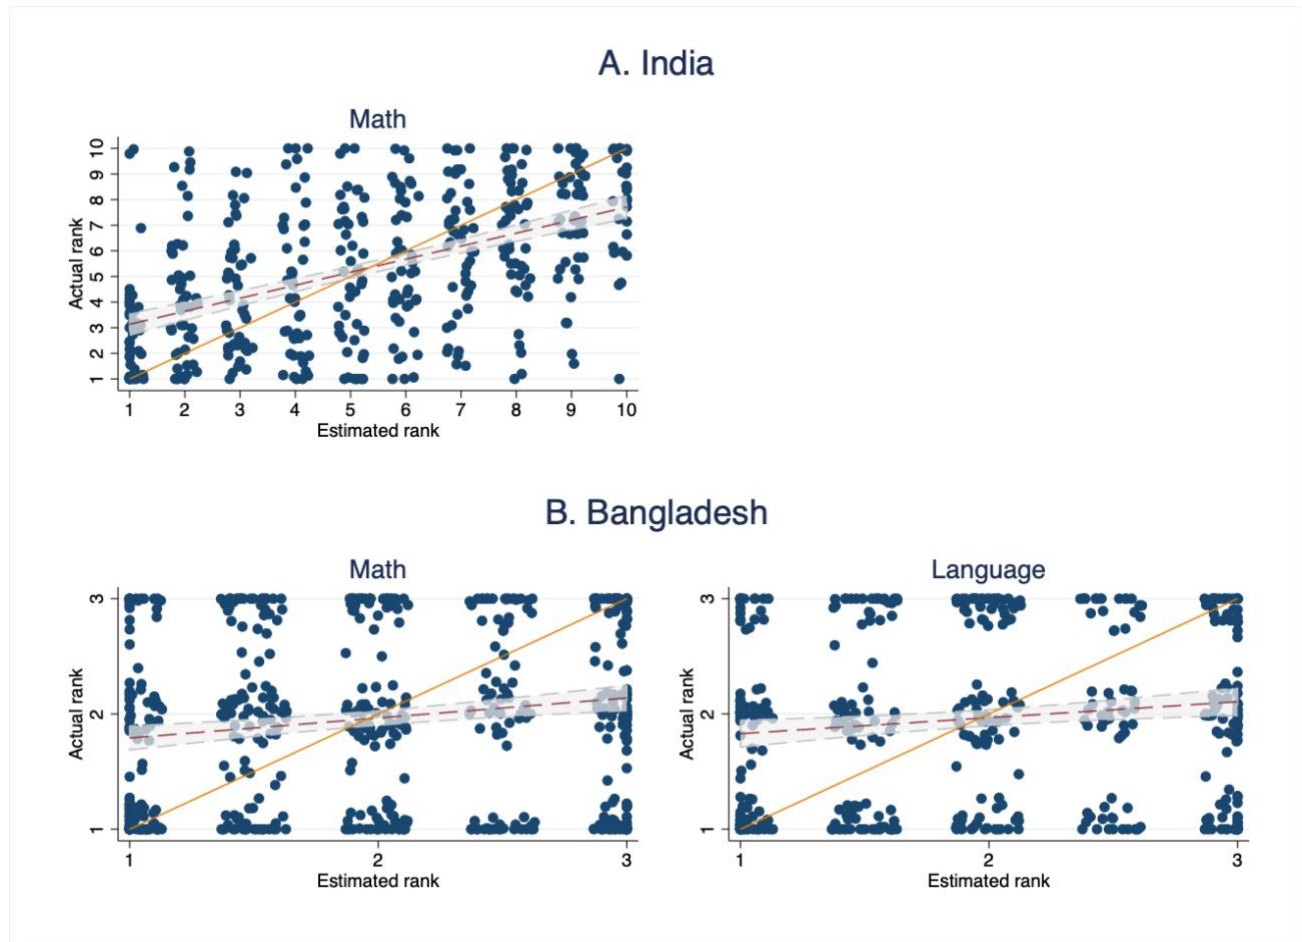 A. India
Math
Actual rank
10
9
8
7
6
5
4
3
2
1
1 2 3 4 5 6 7 8 9 10
Estimated rank
B. Bangladesh
Math
Actual rank
3
2
1
1 2 3
Estimated rank
Language
Actual rank
3
2
1
1 2 3
Estimated rank